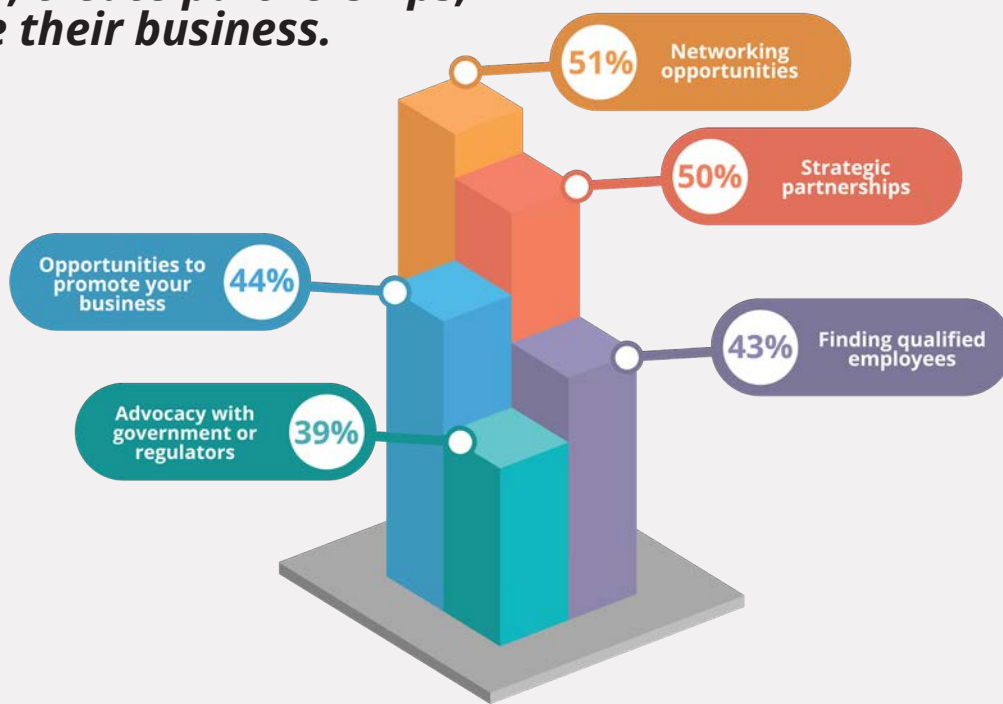 their business.
51%
Networking
opportunities
50%
Strategic
partnerships
Opportunities to
promote your
business
44%
43%
Finding qualified
employees
Advocacy with
government or
regulators
39%